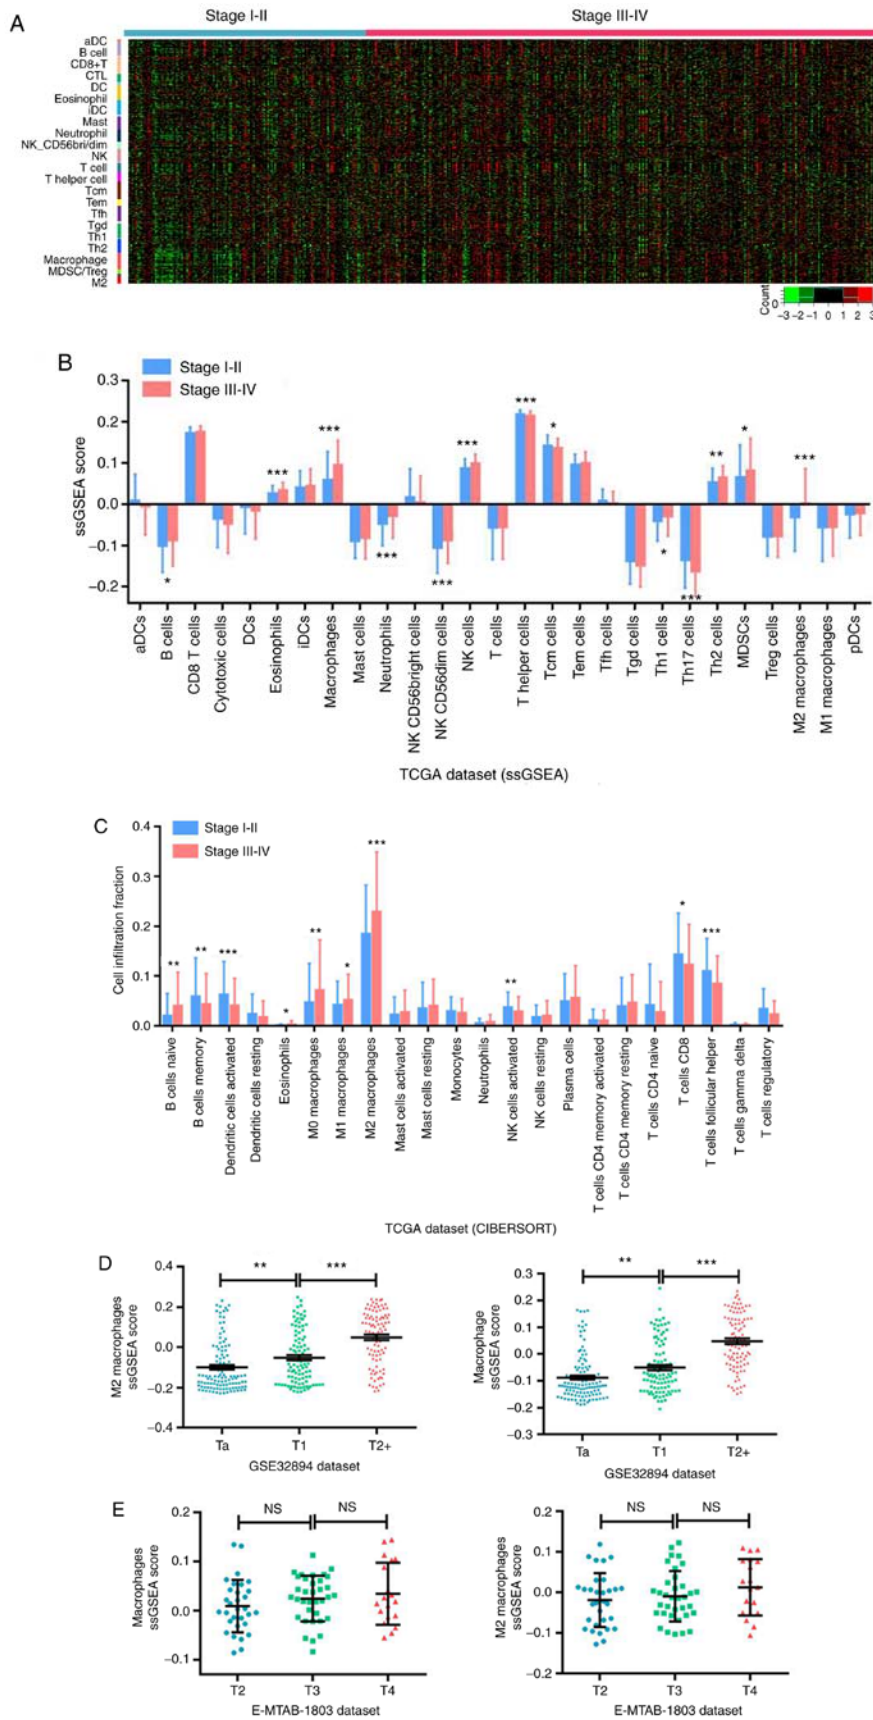 A
Stage I-II
Stage III-IV
aDC
B cell
CD8+T
CTL
DC
Eosinophil
iDC
Mast
Neutrophil
NK_CD56bri/dim
NK
T cell
T helper cell
Tcm
Tem
Tfh
Tgd
Th1
Th2
Macrophage
MDSC/Treg
M2
Count
0
−3 −2 −1 0 1 2 3
B
Stage I-II
Stage III-IV
ssGSEA score
0.3
0.2
0.1
0.0
−0.1
−0.2
*
***
***
***
***
***
***
*
*
***
**
*
***
aDCs
B cells
CD8 T cells
Cytotoxic cells
DCs
Eosinophils
iDCs
Macrophages
Mast cells
Neutrophils
NK CD56bright cells
NK CD56dim cells
NK cells
T cells
T helper cells
Tcm cells
Tem cells
Tfh cells
Tgd cells
Th1 cells
Th17 cells
Th2 cells
MDSCs
Treg cells
M2 macrophages
M1 macrophages
pDCs
TCGA dataset (ssGSEA)
C
Stage I-II
Stage III-IV
Cell infiltration fraction
0.4
0.3
0.2
0.1
0.0
**
**
***
*
**
*
***
**
*
***
B cells naive
B cells memory
Dendritic cells activated
Dendritic cells resting
Eosinophils
M0 macrophages
M1 macrophages
M2 macrophages
Mast cells activated
Mast cells resting
Monocytes
Neutrophils
NK cells activated
NK cells resting
Plasma cells
T cells CD4 memory activated
T cells CD4 memory resting
T cells CD4 naive
T cells CD8
T cells follicular helper
T cells gamma delta
T cells regulatory
TCGA dataset (CIBERSORT)
D
M2 macrophages
ssGSEA score
0.4
0.2
0.0
−0.2
−0.4
** ***
Ta T1 T2+
GSE32894 dataset
Macrophage
ssGSEA score
0.3
0.2
0.1
0.0
−0.1
−0.2
−0.3
** ***
Ta T1 T2+
GSE32894 dataset
E
Macrophages
ssGSEA score
0.2
0.1
0.0
−0.1
NS NS
T2 T3 T4
E-MTAB-1803 dataset
M2 macrophages
ssGSEA score
0.2
0.1
0.0
−0.1
−0.2
NS NS
T2 T3 T4
E-MTAB-1803 dataset